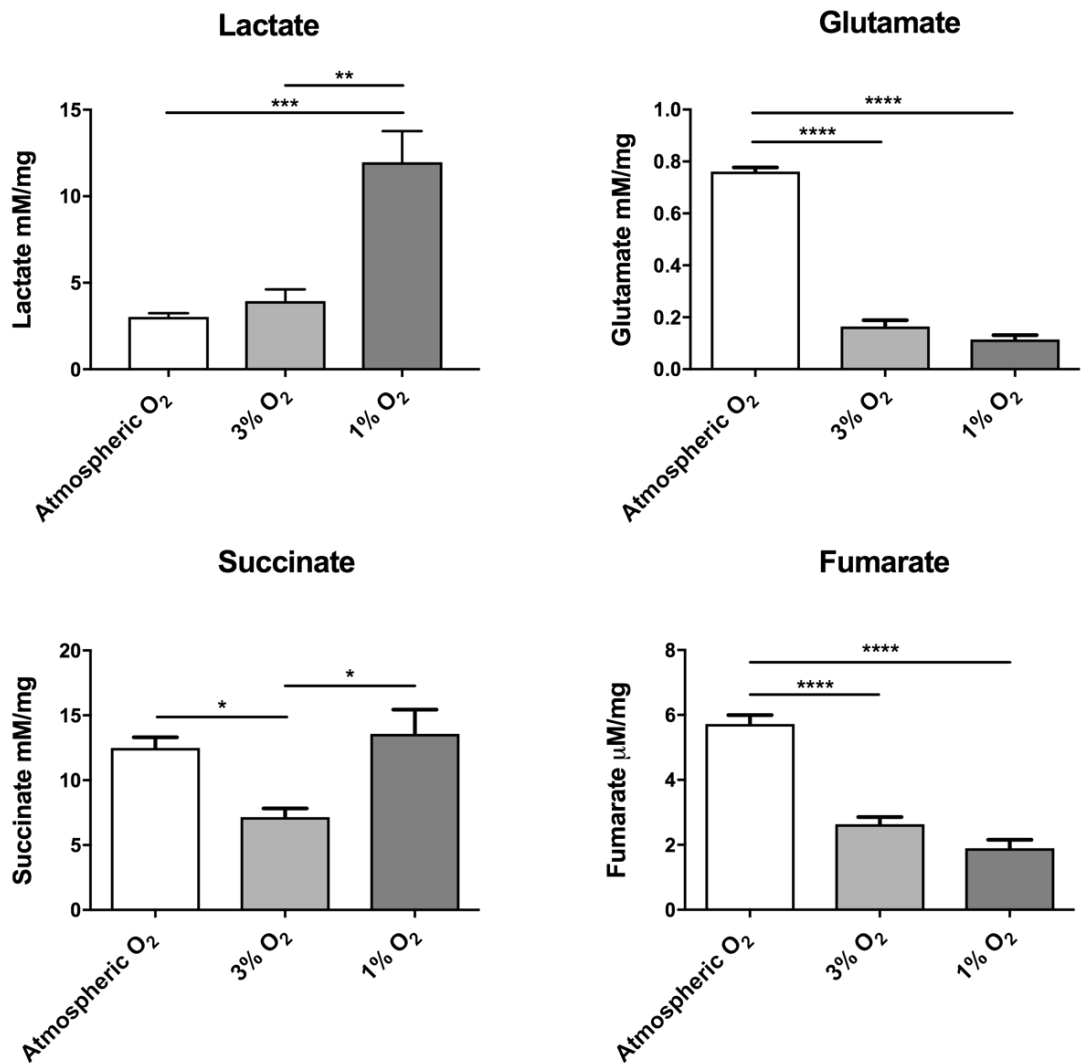 Lactate
**
***
15
10
5
0
Lactate mM/mg
Atmospheric O₂
3% O₂
1% O₂
Glutamate
****
****
1.0
0.8
0.6
0.4
0.2
0.0
Glutamate mM/mg
Atmospheric O₂
3% O₂
1% O₂
Succinate
*
*
20
15
10
5
0
Succinate mM/mg
Atmospheric O₂
3% O₂
1% O₂
Fumarate
****
****
8
6
4
2
0
Fumarate μM/mg
Atmospheric O₂
3% O₂
1% O₂